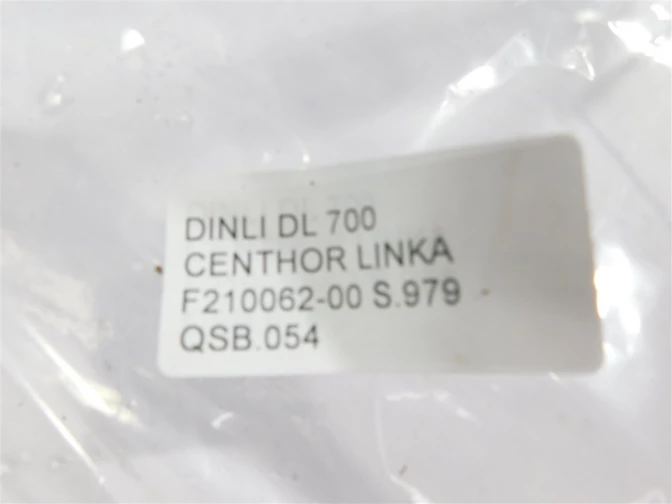 DINLI DL 700
CENTHOR LINKA
F210062-00 S.979
QSB.054